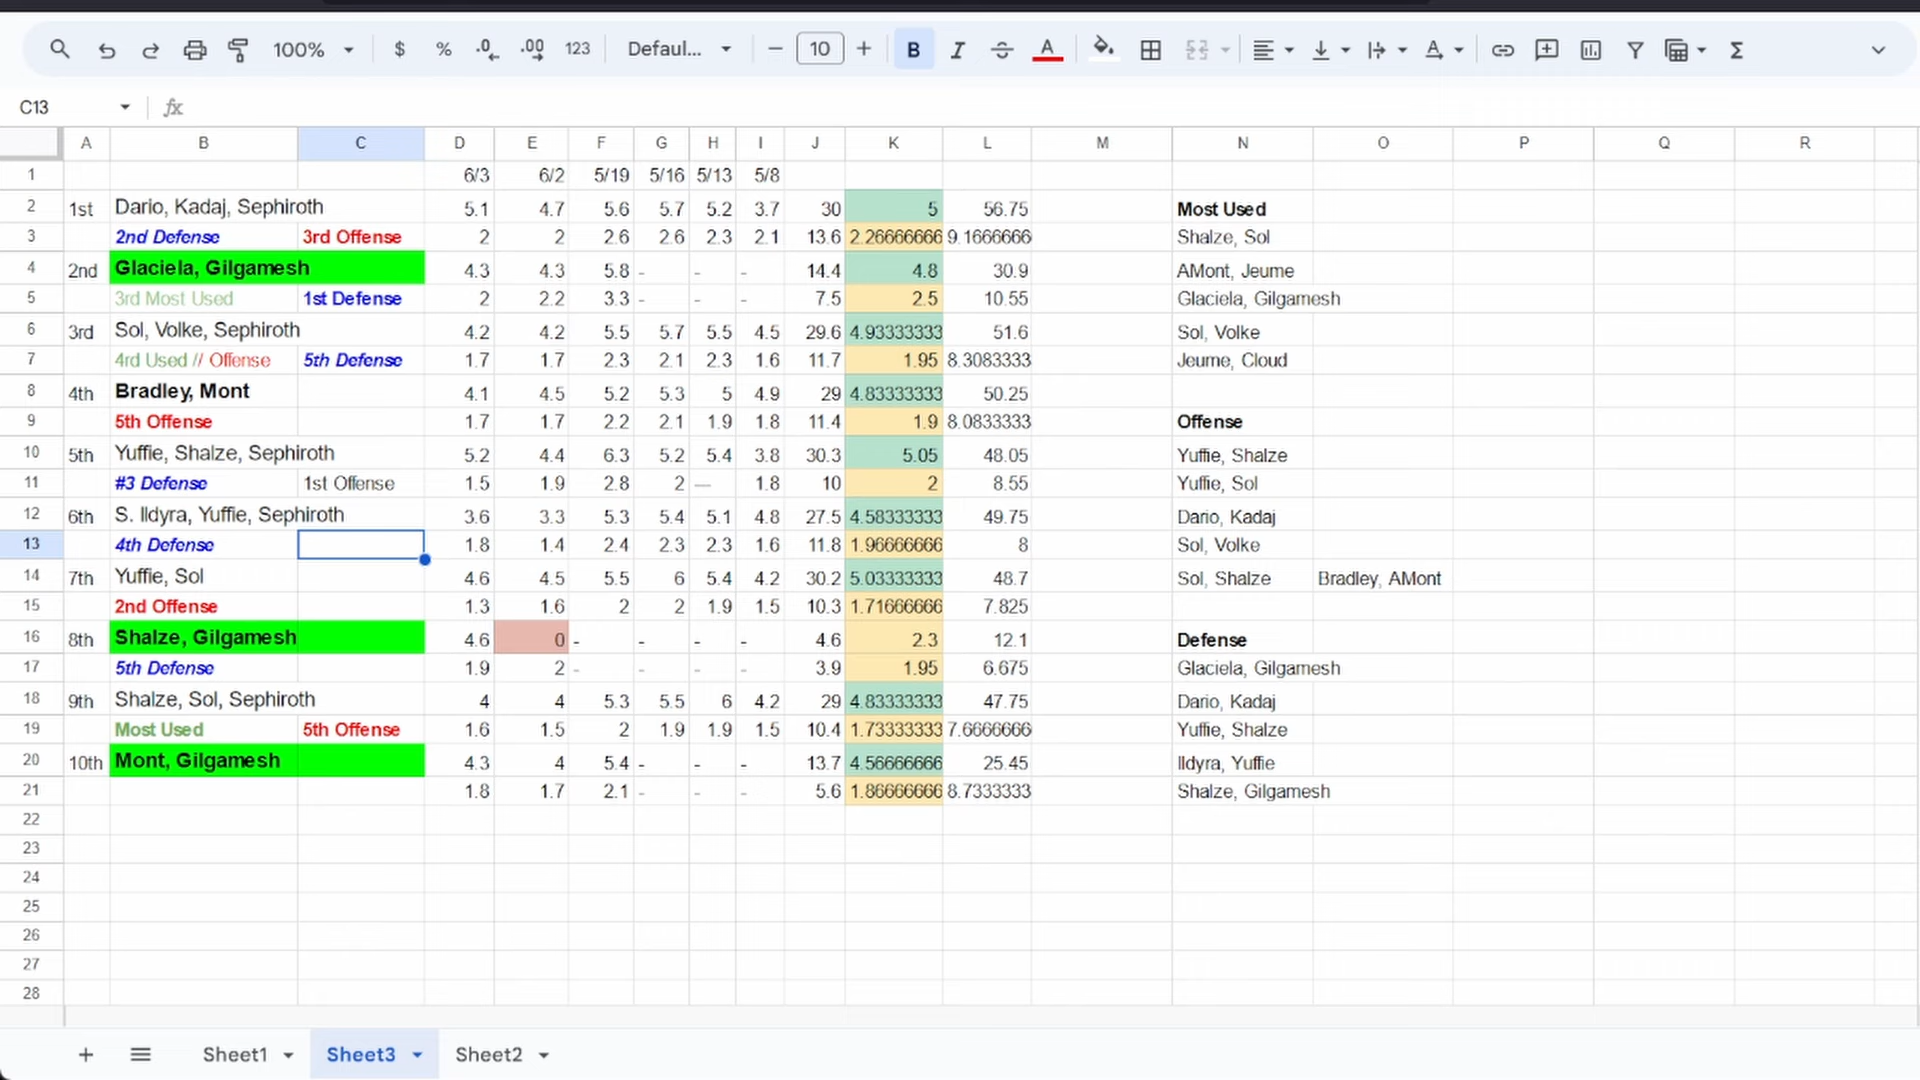 100% $ % .0 .00 123 Defaul... 10 B I A A Σ
C13 fx
A B C D E F G H I J K L M N O P Q R
1 6/3 6/2 5/19 5/16 5/13 5/8
2 1st Dario, Kadaj, Sephiroth 5.1 4.7 5.6 5.7 5.2 3.7 30 5 56.75 Most Used
3 2nd Defense 3rd Offense 2 2 2.6 2.6 2.3 2.1 13.6 2.26666666 9.1666666 Shalze, Sol
4 2nd Glaciela, Gilgamesh 4.3 4.3 5.8 - - - 14.4 4.8 30.9 AMont, Jeume
5 3rd Most Used 1st Defense 2 2.2 3.3 - - - 7.5 2.5 10.55 Glaciela, Gilgamesh
6 3rd Sol, Volke, Sephiroth 4.2 4.2 5.5 5.7 5.5 4.5 29.6 4.93333333 51.6 Sol, Volke
7 4rd Used // Offense 5th Defense 1.7 1.7 2.3 2.1 2.3 1.6 11.7 1.95 8.3083333 Jeume, Cloud
8 4th Bradley, Mont 4.1 4.5 5.2 5.3 5 4.9 29 4.83333333 50.25
9 5th Offense 1.7 1.7 2.2 2.1 1.9 1.8 11.4 1.9 8.0833333 Offense
10 5th Yuffie, Shalze, Sephiroth 5.2 4.4 6.3 5.2 5.4 3.8 30.3 5.05 48.05 Yuffie, Shalze
11 #3 Defense 1st Offense 1.5 1.9 2.8 2 — 1.8 10 2 8.55 Yuffie, Sol
12 6th S. Ildyra, Yuffie, Sephiroth 3.6 3.3 5.3 5.4 5.1 4.8 27.5 4.58333333 49.75 Dario, Kadaj
13 4th Defense 1.8 1.4 2.4 2.3 2.3 1.6 11.8 1.96666666 8 Sol, Volke
14 7th Yuffie, Sol 4.6 4.5 5.5 6 5.4 4.2 30.2 5.03333333 48.7 Sol, Shalze Bradley, AMont
15 2nd Offense 1.3 1.6 2 2 1.9 1.5 10.3 1.71666666 7.825
16 8th Shalze, Gilgamesh 4.6 0 - - - - 4.6 2.3 12.1 Defense
17 5th Defense 1.9 2 - - - - 3.9 1.95 6.675 Glaciela, Gilgamesh
18 9th Shalze, Sol, Sephiroth 4 4 5.3 5.5 6 4.2 29 4.83333333 47.75 Dario, Kadaj
19 Most Used 5th Offense 1.6 1.5 2 1.9 1.9 1.5 10.4 1.73333333 7.6666666 Yuffie, Shalze
20 10th Mont, Gilgamesh 4.3 4 5.4 - - - 13.7 4.56666666 25.45 Ildyra, Yuffie
21 1.8 1.7 2.1 - - - 5.6 1.86666666 8.7333333 Shalze, Gilgamesh
22
23
24
25
26
27
28
+ Sheet1 Sheet3 Sheet2